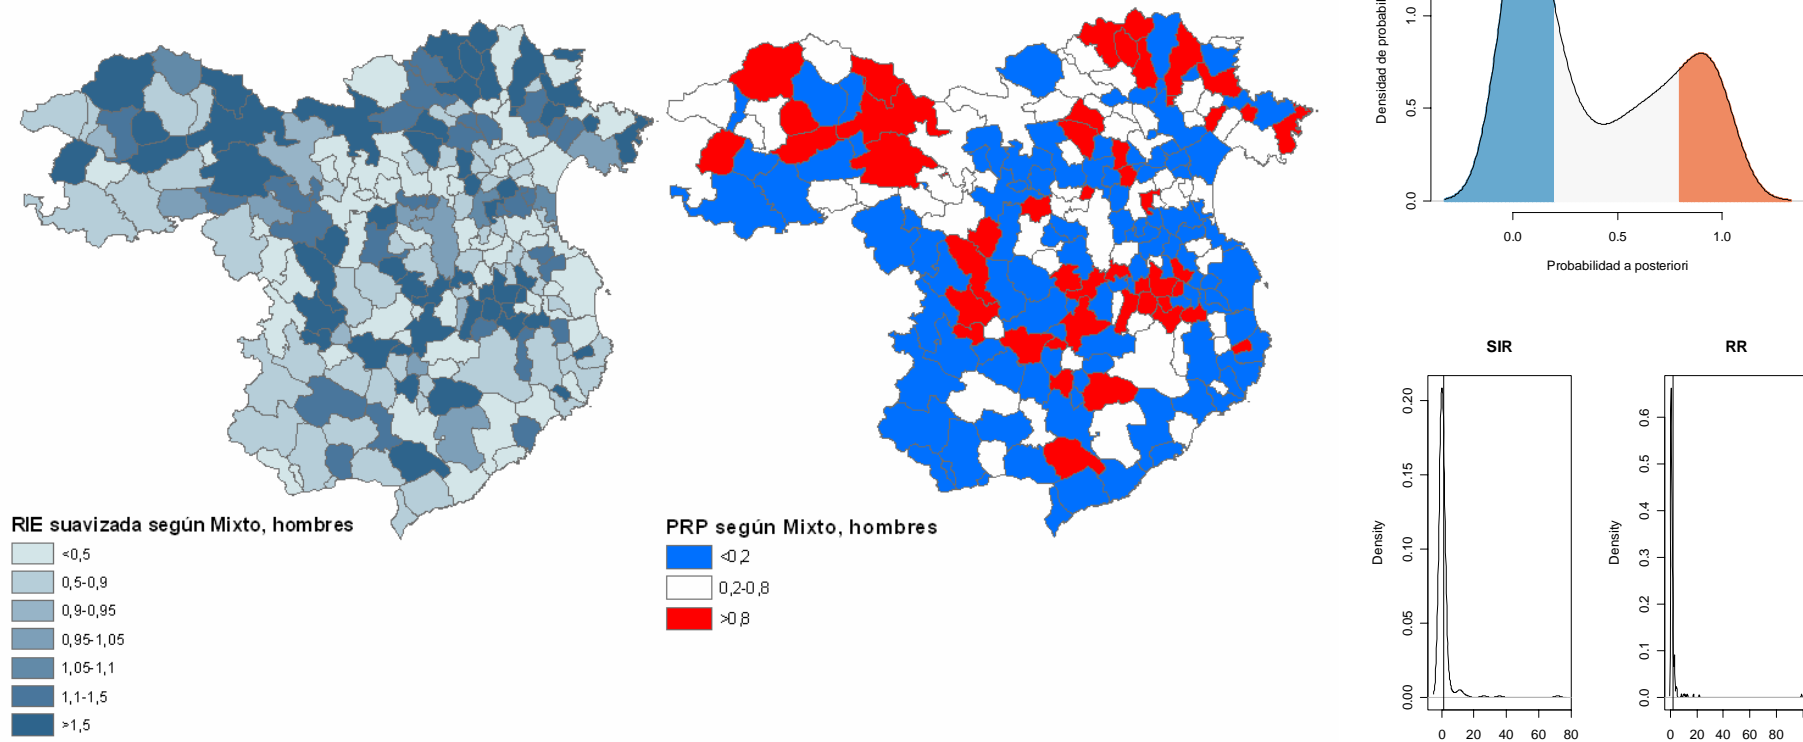 RIE suavizada según Mixto, hombres
<0,5
0,5-0,9
0,9-0,95
0,95-1,05
1,05-1,1
1,1-1,5
>1,5
PRP según Mixto, hombres
<0,2
0,2-0,8
>0,8
Densidad de probabil
1.0
0.5
0.0
0.0 0.5 1.0
Probabilidad a posteriori
SIR
Density
0.20
0.15
0.10
0.05
0.00
0 20 40 60 80
RR
Density
0.6
0.5
0.4
0.3
0.2
0.1
0.0
0 20 40 60 80